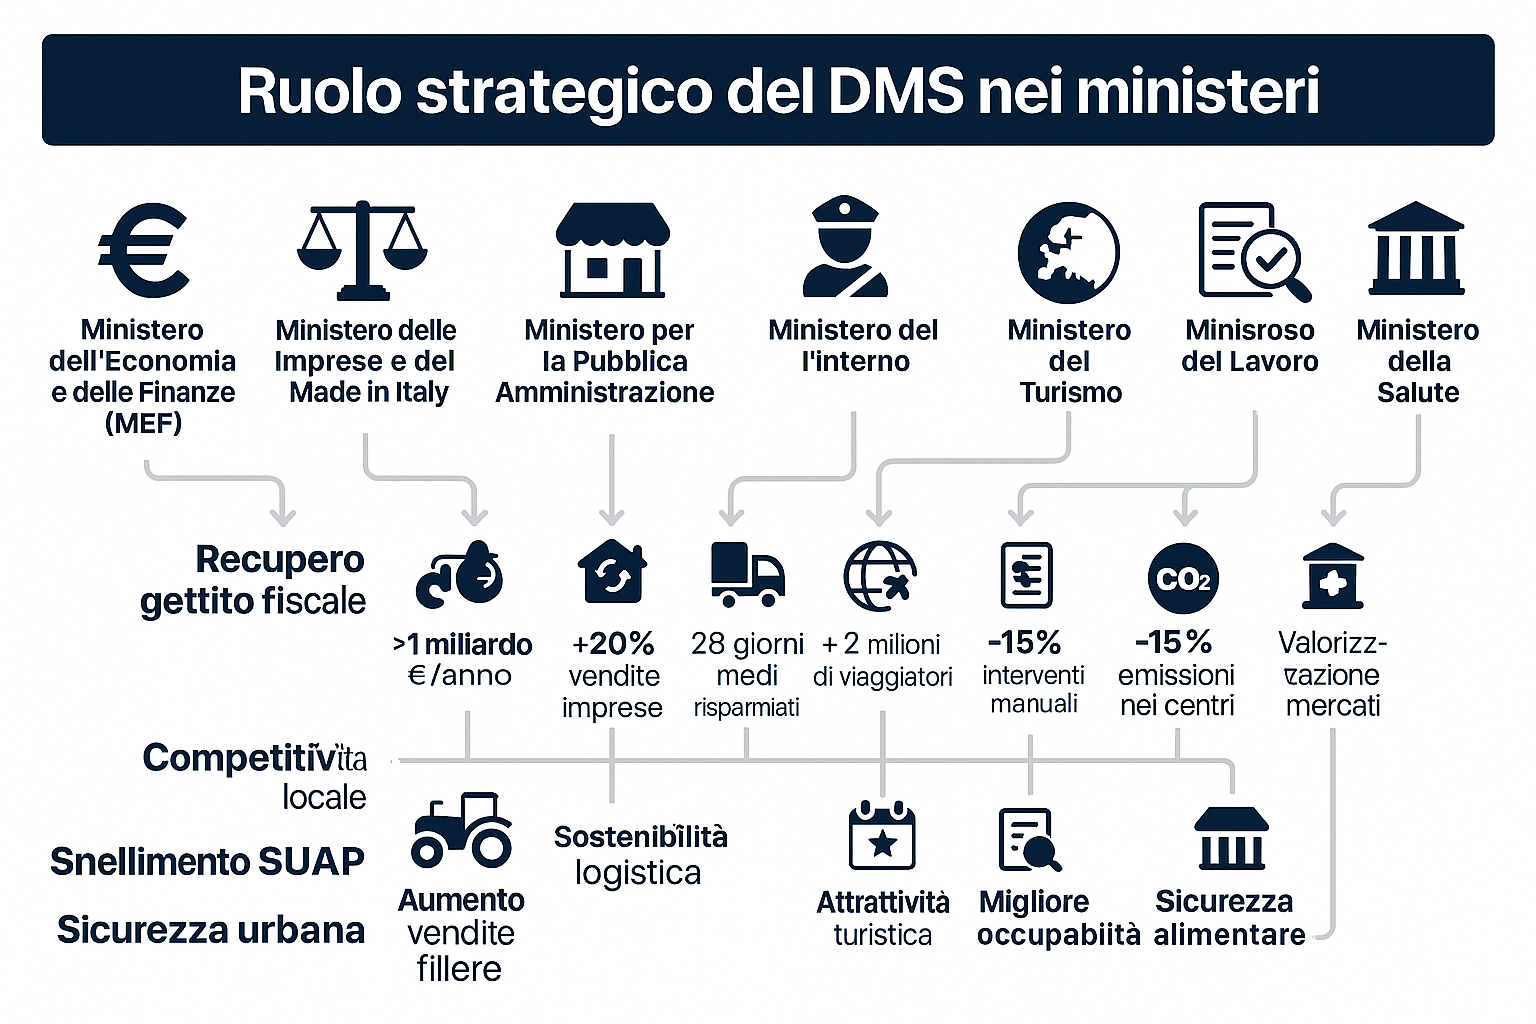 Ruolo strategico del DMS nei ministeri
Ministero
dell'Economia
e delle Finanze
(MEF)
Ministero delle
Imprese e del
Made in Italy
Ministero per
la Pubblica
Amministrazione
Ministero del
l'interno
Ministero
del
Turismo
Minisroso
del Lavoro
Ministero
della
Salute
Recupero
gettito fiscale
>1 miliardo
€/anno
+20%
vendite
imprese
28 giorni
medi
risparmiati
+ 2 milioni
di viaggiatori
-15%
interventi
manuali
CO₂
-15%
emissioni
nei centri
Valorizz-
zazione
mercati
Competitivita
locale
Snellimento SUAP
Sicurezza urbana
Aumento
vendite
fillere
Sostenibilità
logistica
Attrattività
turistica
Migliore
occupabiità
Sicurezza
alimentare